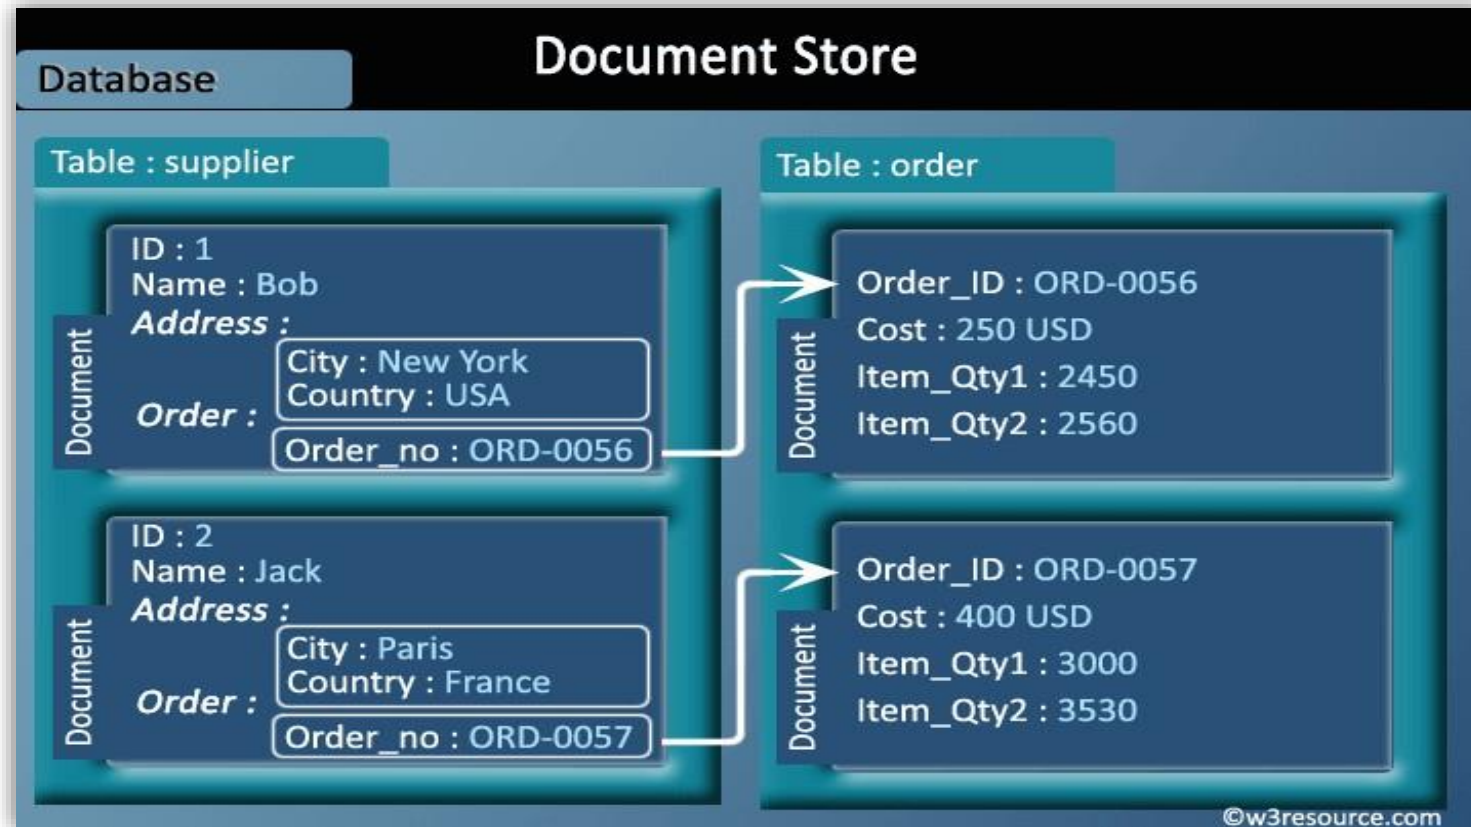 Document Store
Database
Table : supplier
ID : 1
Name : Bob
Address :
City : New York
Country : USA
Order :
Order_no : ORD-0056
Document
ID : 2
Name : Jack
Address :
City : Paris
Country : France
Order :
Order_no : ORD-0057
Document
Table : order
Order_ID : ORD-0056
Cost : 250 USD
Item_Qty1 : 2450
Item_Qty2 : 2560
Document
Order_ID : ORD-0057
Cost : 400 USD
Item_Qty1 : 3000
Item_Qty2 : 3530
Document
©w3resource.com